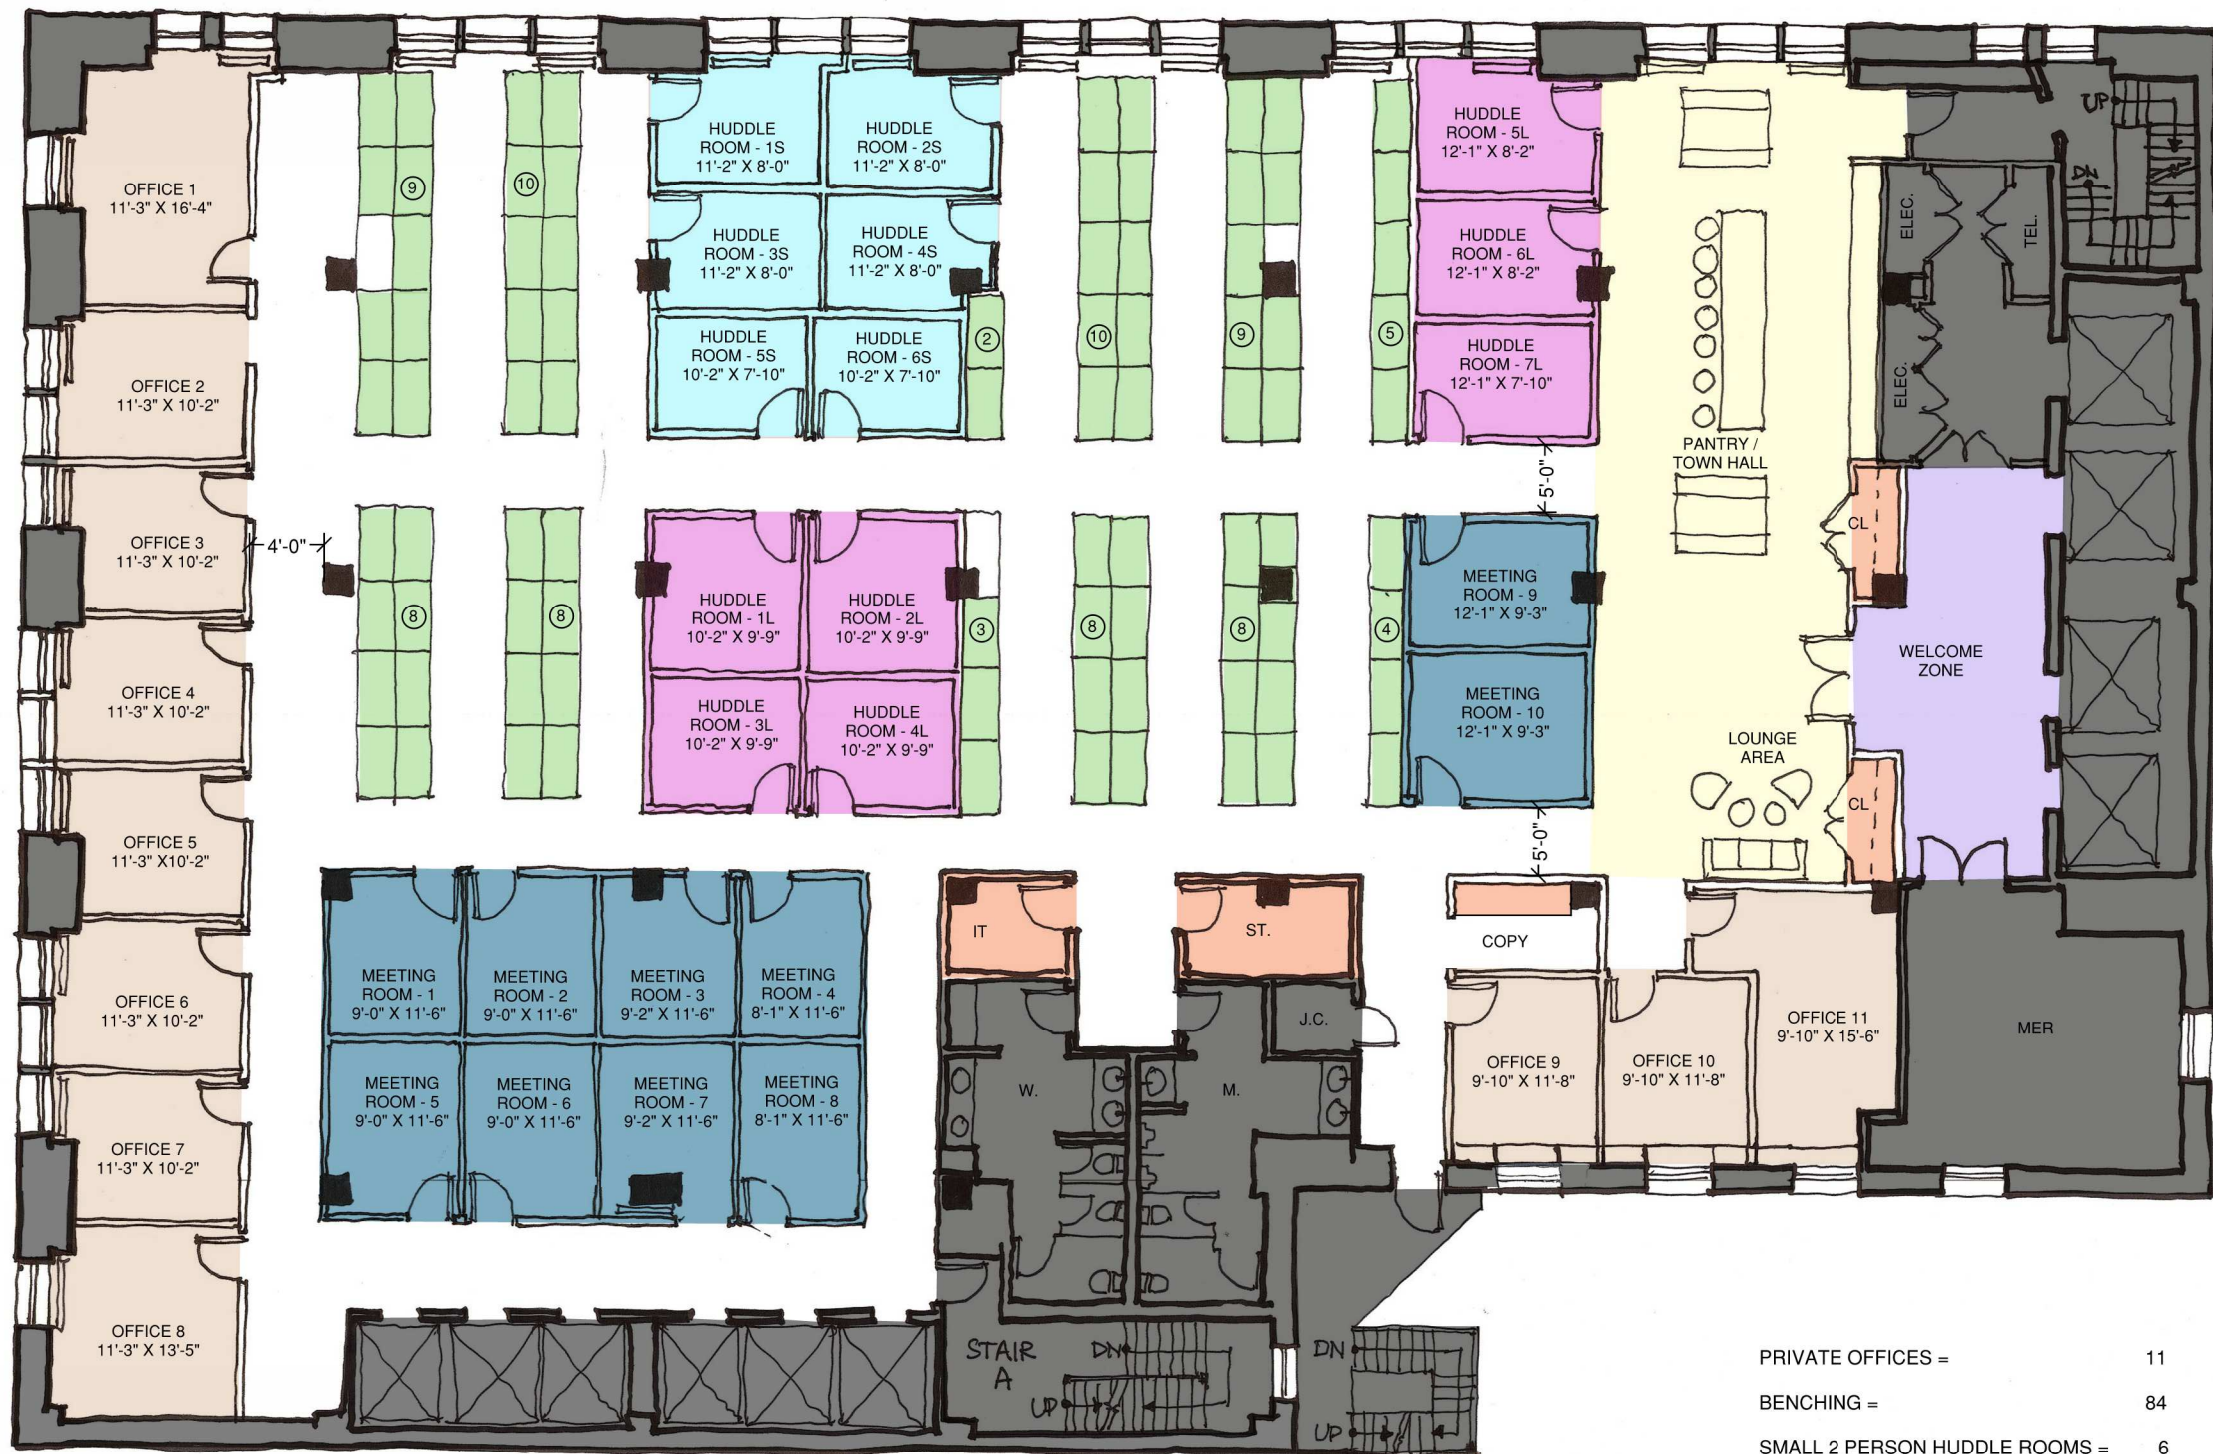 OFFICE 1
11'-3" X 16'-4"
9
10
HUDDLE
ROOM - 1S
11'-2" X 8'-0"
HUDDLE
ROOM - 2S
11'-2" X 8'-0"
HUDDLE
ROOM - 3S
11'-2" X 8'-0"
HUDDLE
ROOM - 4S
11'-2" X 8'-0"
HUDDLE
ROOM - 5S
10'-2" X 7'-10"
HUDDLE
ROOM - 6S
10'-2" X 7'-10"
2
10
9
5
HUDDLE
ROOM - 5L
12'-1" X 8'-2"
HUDDLE
ROOM - 6L
12'-1" X 8'-2"
HUDDLE
ROOM - 7L
12'-1" X 7'-10"
UP
DN
ELEC.
TEL.
ELEC.
PANTRY /
TOWN HALL
OFFICE 2
11'-3" X 10'-2"
OFFICE 3
11'-3" X 10'-2"
4'-0"
5'-0"
CL
OFFICE 4
11'-3" X 10'-2"
8
8
HUDDLE
ROOM - 1L
10'-2" X 9'-9"
HUDDLE
ROOM - 2L
10'-2" X 9'-9"
HUDDLE
ROOM - 3L
10'-2" X 9'-9"
HUDDLE
ROOM - 4L
10'-2" X 9'-9"
3
8
8
4
MEETING
ROOM - 9
12'-1" X 9'-3"
MEETING
ROOM - 10
12'-1" X 9'-3"
WELCOME
ZONE
LOUNGE
AREA
CL
5'-0"
OFFICE 5
11'-3" X10'-2"
OFFICE 6
11'-3" X 10'-2"
MEETING
ROOM - 1
9'-0" X 11'-6"
MEETING
ROOM - 2
9'-0" X 11'-6"
MEETING
ROOM - 3
9'-2" X 11'-6"
MEETING
ROOM - 4
8'-1" X 11'-6"
IT
ST.
COPY
J.C.
OFFICE 11
9'-10" X 15'-6"
MER
OFFICE 7
11'-3" X 10'-2"
MEETING
ROOM - 5
9'-0" X 11'-6"
MEETING
ROOM - 6
9'-0" X 11'-6"
MEETING
ROOM - 7
9'-2" X 11'-6"
MEETING
ROOM - 8
8'-1" X 11'-6"
W.
M.
OFFICE 9
9'-10" X 11'-8"
OFFICE 10
9'-10" X 11'-8"
OFFICE 8
11'-3" X 13'-5"
STAIR
A
DN
UP
DN
UP
PRIVATE OFFICES = 11
BENCHING = 84
SMALL 2 PERSON HUDDLE ROOMS = 6